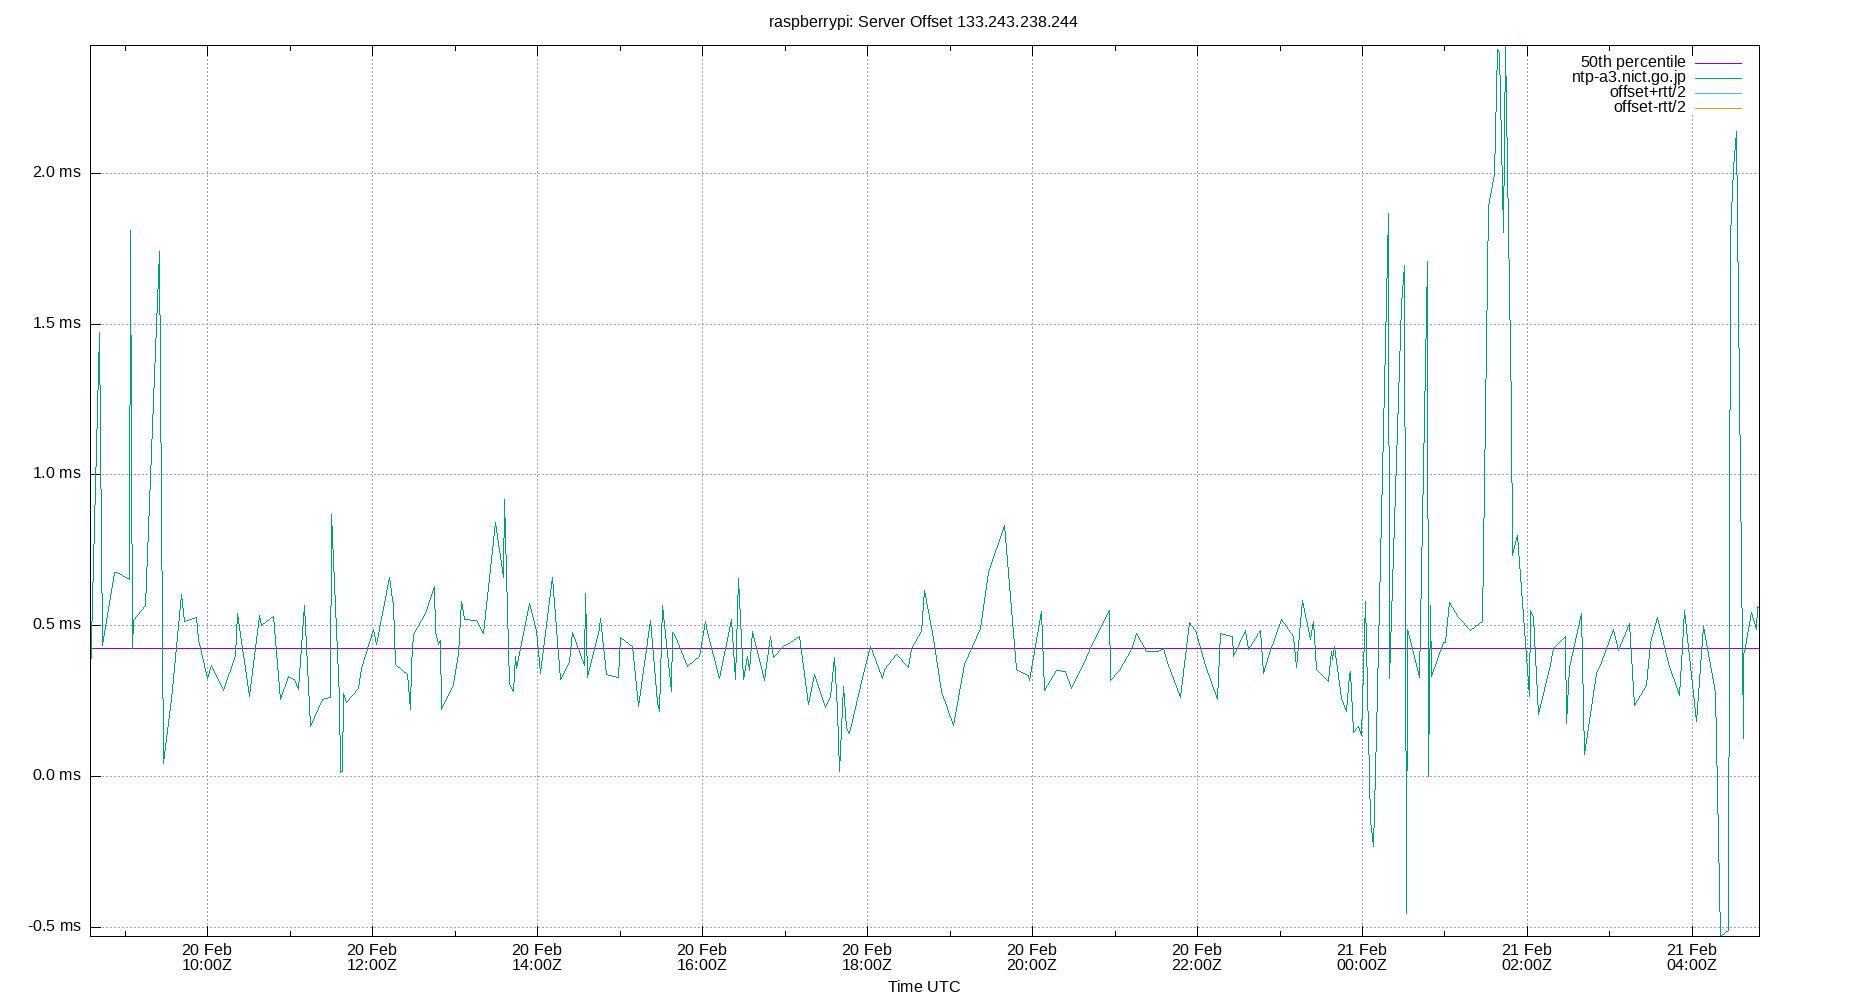 raspberrypi: Server Offset 133.243.238.244
50th percentile
ntp-a3.nict.go.jp
offset+rtt/2
offset-rtt/2
2.0 ms
1.5 ms
1.0 ms
0.5 ms
0.0 ms
-0.5 ms
20 Feb 20 Feb 20 Feb 20 Feb 20 Feb 20 Feb 20 Feb 21 Feb 21 Feb 21 Feb
10:00Z 12:00Z 14:00Z 16:00Z 18:00Z 20:00Z 22:00Z 00:00Z 02:00Z 04:00Z
Time UTC